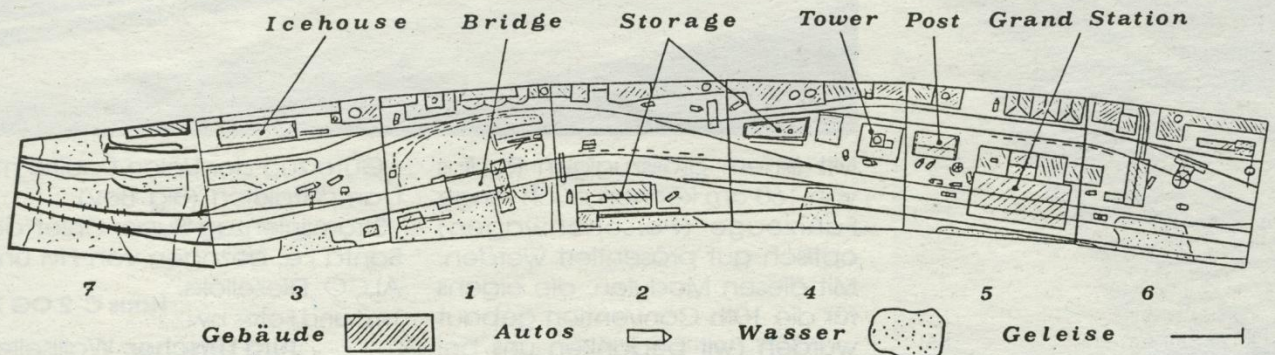 Icehouse Bridge Storage Tower Post Grand Station
7 3 1 2 4 5 6
Gebäude Autos Wasser Geleise